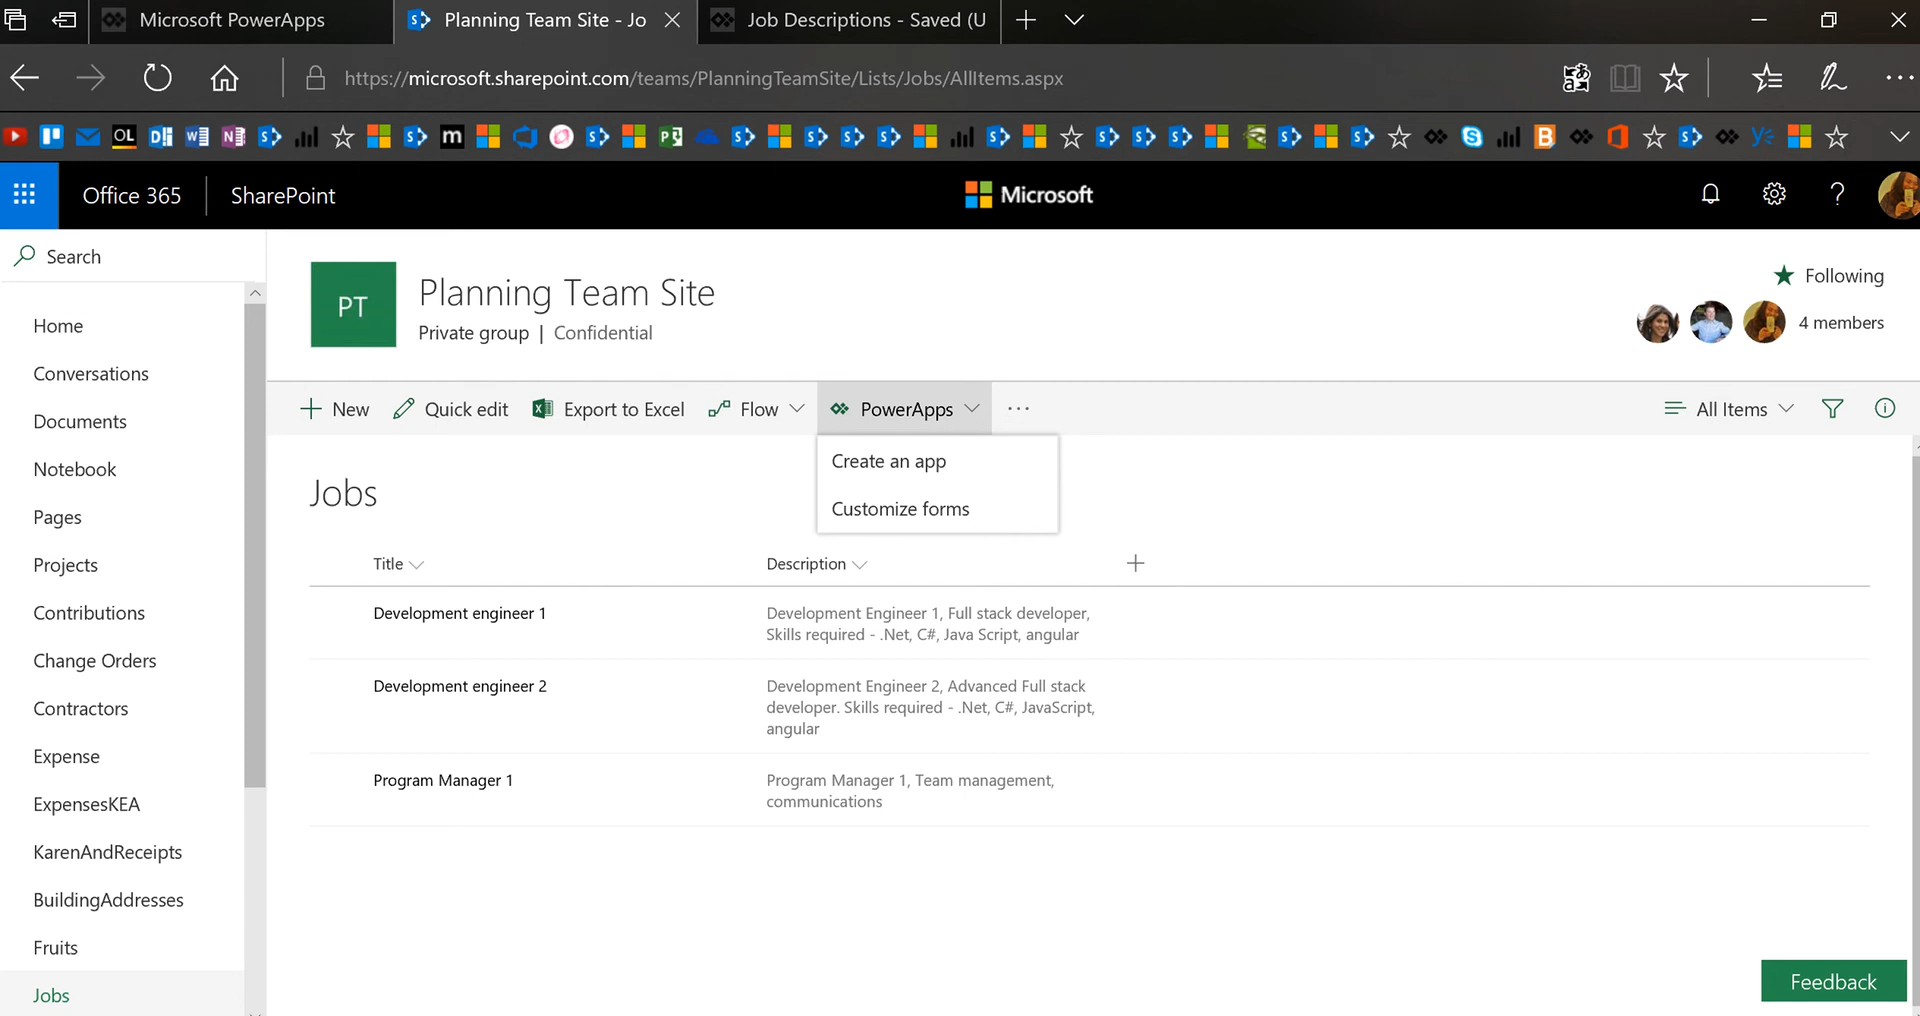 Microsoft PowerApps
Planning Team Site - Jo
Job Descriptions - Saved (U
https://microsoft.sharepoint.com/teams/PlanningTeamSite/Lists/Jobs/AllItems.aspx
OL
m
Office 365
SharePoint
Microsoft
?
Search
PT
Planning Team Site
Private group | Confidential
Following
4 members
Home
Conversations
Documents
Notebook
Pages
Projects
Contributions
Change Orders
Contractors
Expense
ExpensesKEA
KarenAndReceipts
BuildingAddresses
Fruits
Jobs
New
Quick edit
Export to Excel
Flow
PowerApps
All Items
Create an app
Customize forms
Jobs
Title
Description
Development engineer 1
Development Engineer 1, Full stack developer,
Skills required - .Net, C#, Java Script, angular
Development engineer 2
Development Engineer 2, Advanced Full stack
developer. Skills required - .Net, C#, JavaScript,
angular
Program Manager 1
Program Manager 1, Team management,
communications
Feedback